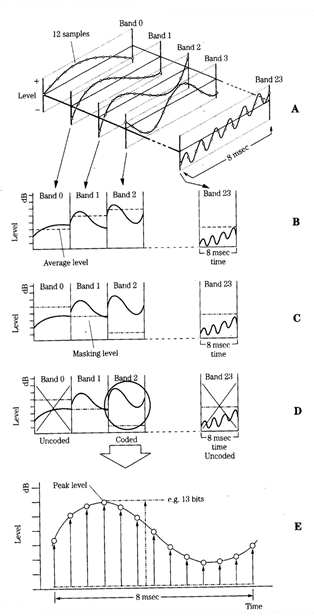 12 samples
Band 0
Band 1
Band 2
Band 3
Band 23
+
Level
−
A
8 msec
dB
Band 0
Band 1
Band 2
Band 23
B
Level
Average level
8 msec
time
dB
Band 0
Band 1
Band 2
Band 23
C
Level
Masking level
8 msec
time
dB
Band 0
Band 1
Band 2
Band 23
D
Level
Uncoded
Coded
8 msec
time
Uncoded
dB
Peak level
e.g. 13 bits
E
Level
8 msec
Time